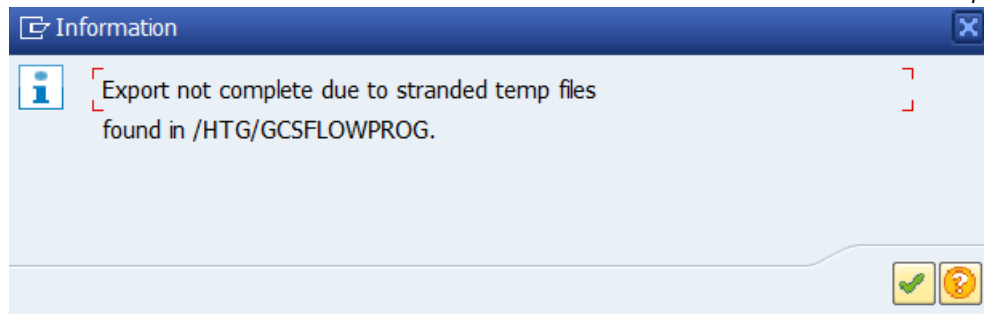 Information
Export not complete due to stranded temp files
found in /HTG/GCSFLOWPROG.